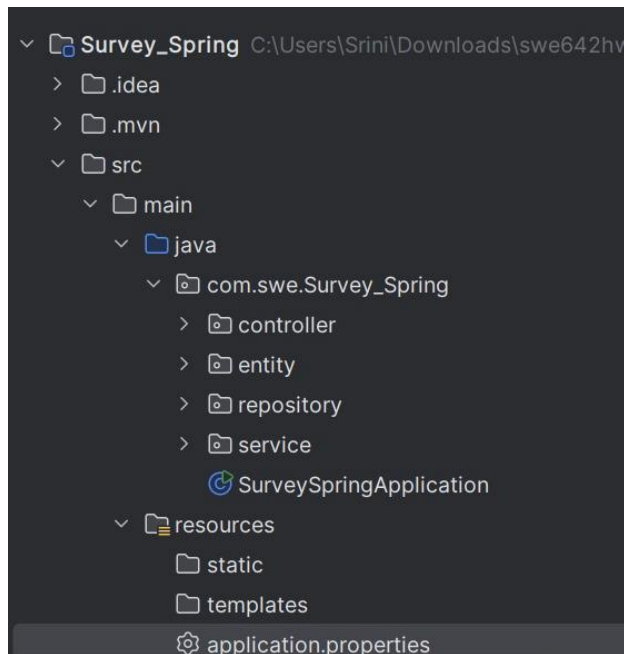 Survey_Spring C:\Users\Srini\Downloads\swe642hw
.idea
.mvn
src
main
java
com.swe.Survey_Spring
controller
entity
repository
service
SurveySpringApplication
resources
static
templates
application.properties